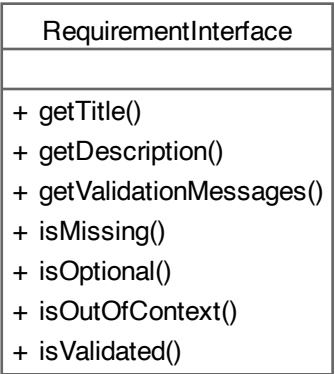 RequirementInterface
+ getTitle()
+ getDescription()
+ getValidationMessages()
+ isMissing()
+ isOptional()
+ isOutOfContext()
+ isValidated()